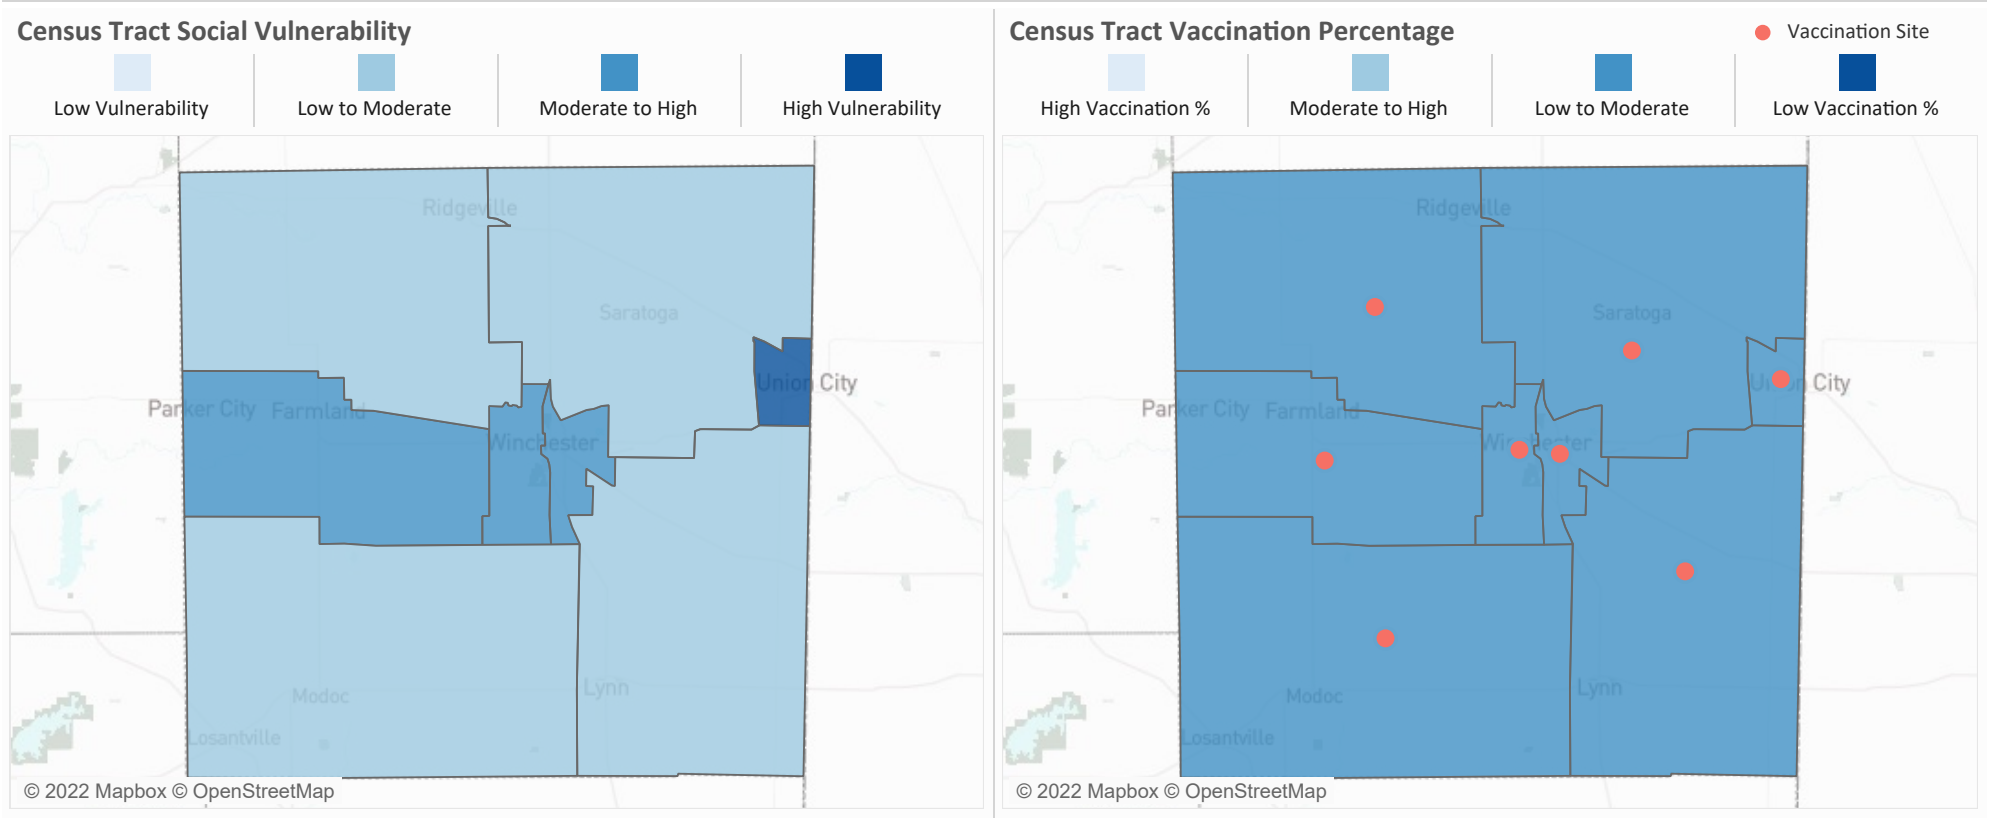 Census Tract Social Vulnerability
Low Vulnerability
Low to Moderate
Moderate to High
High Vulnerability
Ridgeville
Saratoga
Union City
Parker City
Farmland
Winchester
Modoc
Lynn
Losantville
© 2022 Mapbox © OpenStreetMap
Census Tract Vaccination Percentage
Vaccination Site
High Vaccination %
Moderate to High
Low to Moderate
Low Vaccination %
Ridgeville
Saratoga
Union City
Parker City
Farmland
Winchester
Modoc
Lynn
Losantville
© 2022 Mapbox © OpenStreetMap